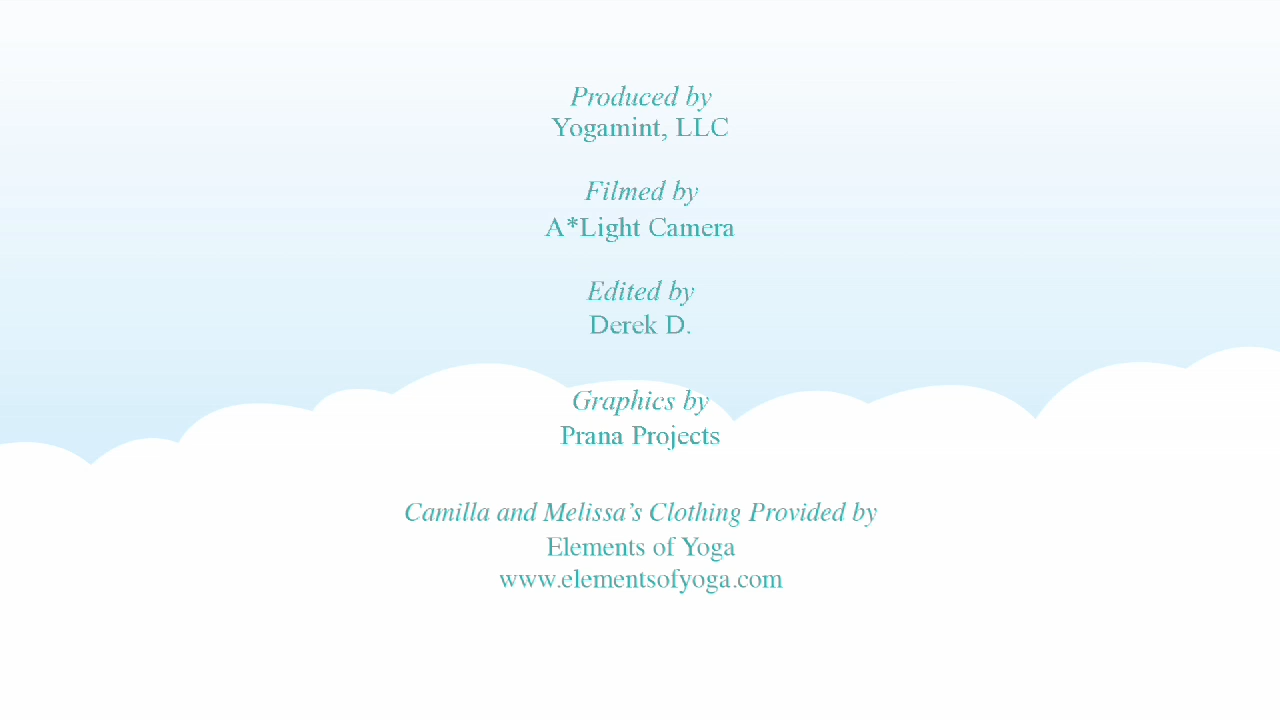 Produced by
Yogamint, LLC
Filmed by
A*Light Camera
Edited by
Derek D.
Graphics by
Prana Projects
Camilla and Melissa’s Clothing Provided by
Elements of Yoga
www.elementsofyoga.com